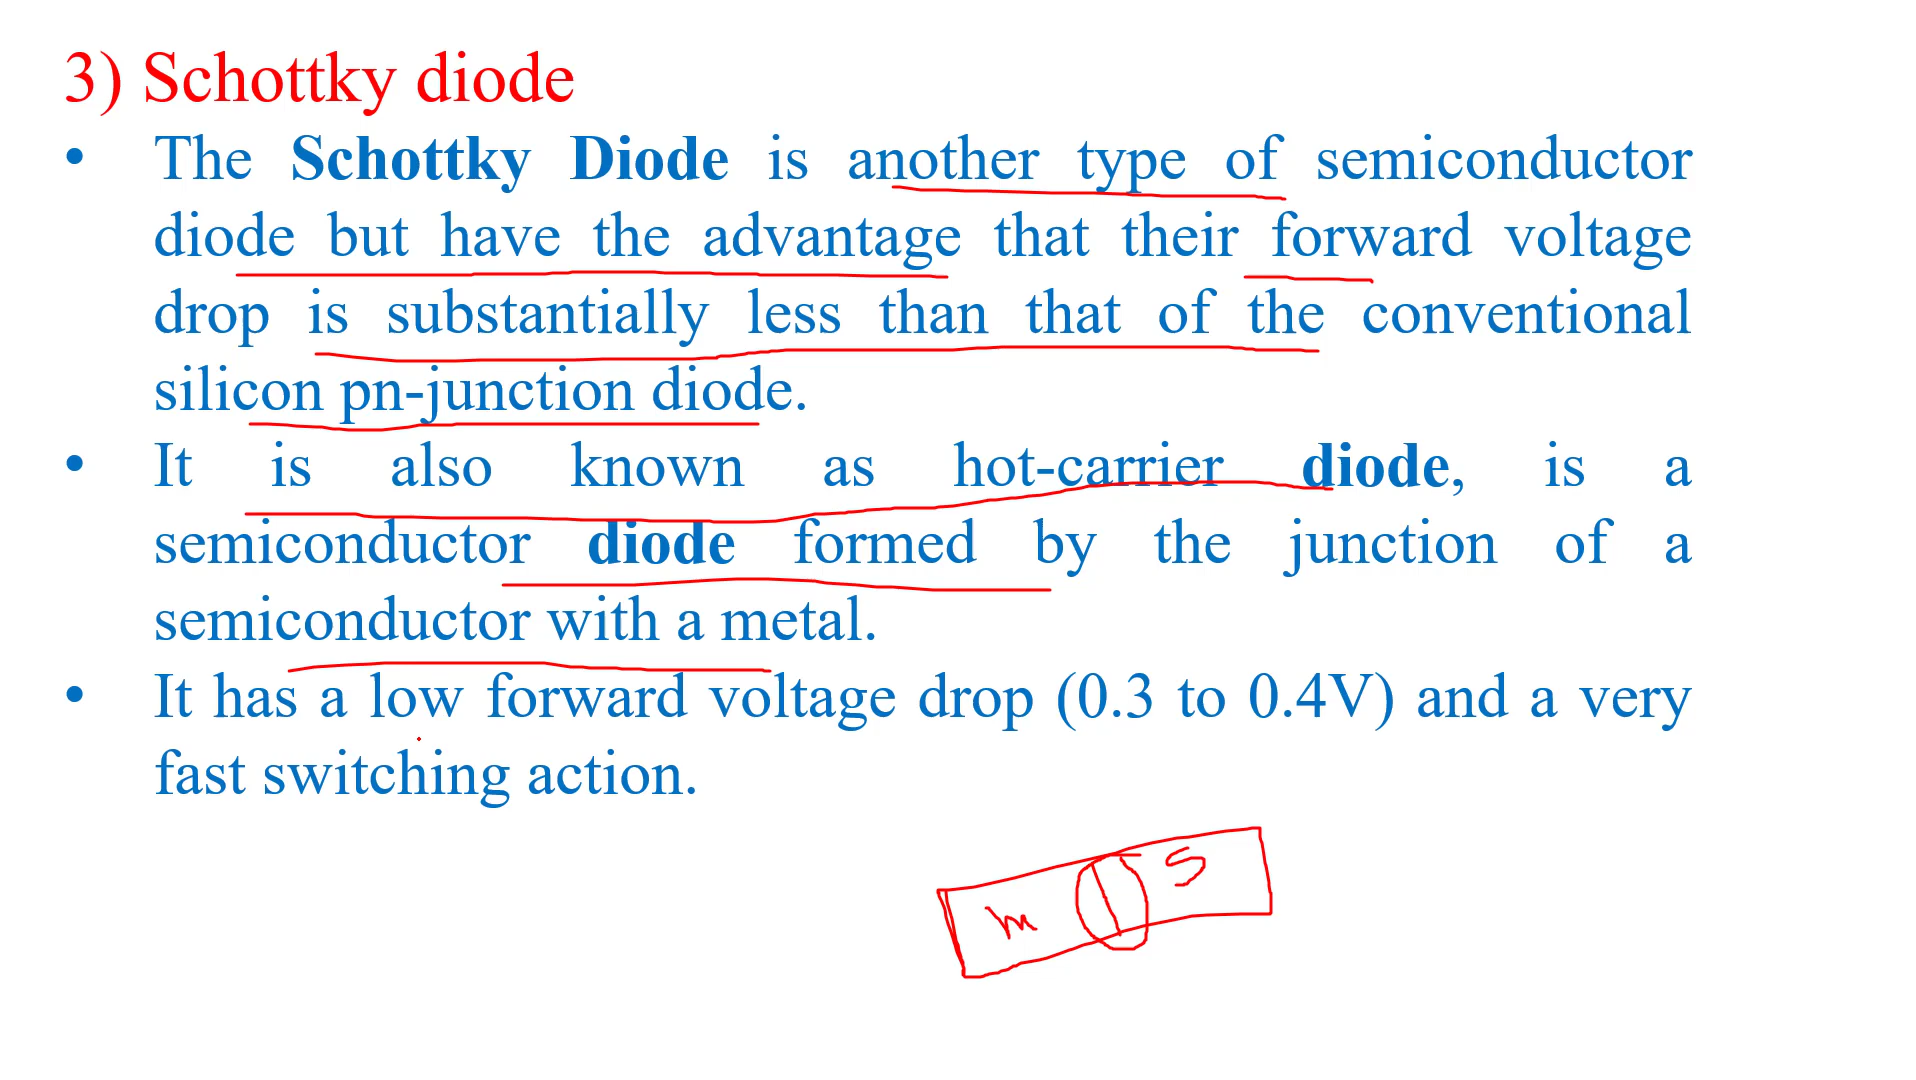 3) Schottky diode
• The Schottky Diode is another type of semiconductor
diode but have the advantage that their forward voltage
drop is substantially less than that of the conventional
silicon pn-junction diode.
• It is also known as hot-carrier diode, is a
semiconductor diode formed by the junction of a
semiconductor with a metal.
• It has a low forward voltage drop (0.3 to 0.4V) and a very
fast switching action.
m S